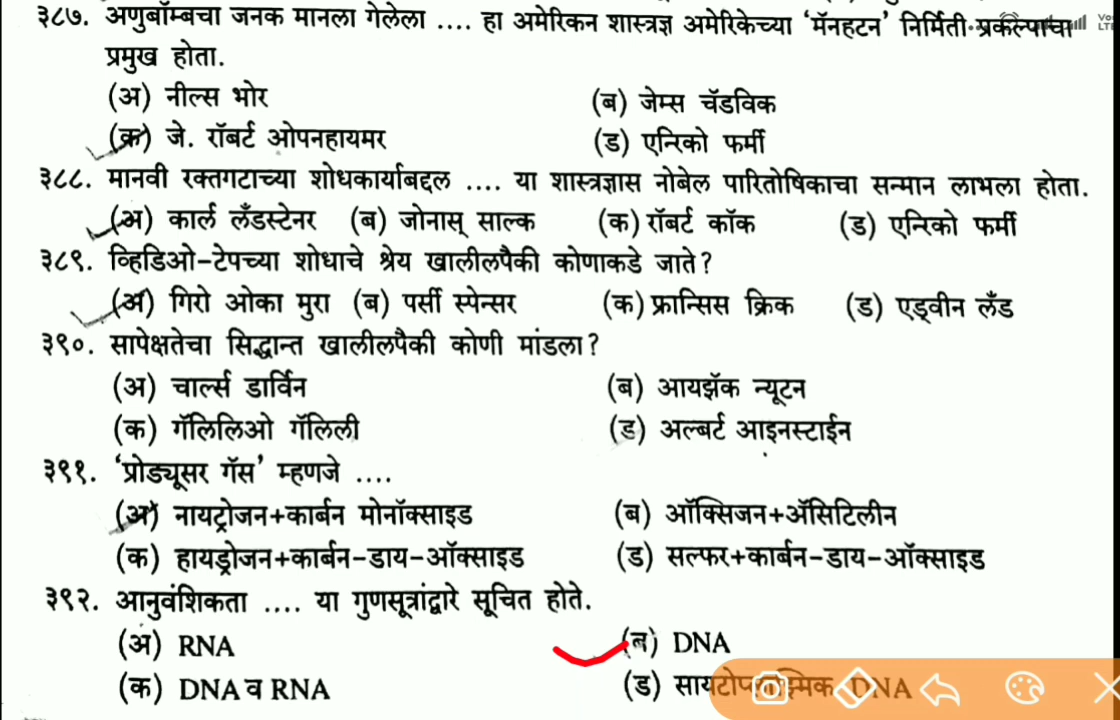 ३८७. अणुबॉम्बचा जनक मानला गेलेला .... हा अमेरिकन शास्त्रज्ञ अमेरिकेच्या ‘मॅनहटन’ निर्मिती प्रकल्पाचा
प्रमुख होता.
(अ) नील्स भोर (ब) जेम्स चॅडविक
(क) जे. रॉबर्ट ओपनहायमर (ड) एन्रिको फर्मी
३८८. मानवी रक्तगटाच्या शोधकार्याबद्दल .... या शास्त्रज्ञास नोबेल पारितोषिकाचा सन्मान लाभला होता.
(अ) कार्ल लँडस्टेनर (ब) जोनास् साल्क (क) रॉबर्ट कॉक (ड) एन्रिको फर्मी
३८९. व्हिडिओ-टेपच्या शोधाचे श्रेय खालीलपैकी कोणाकडे जाते?
(अ) गिरो ओका मुरा (ब) पर्सी स्पेन्सर (क) फ्रान्सिस क्रिक (ड) एड्वीन लँड
३९०. सापेक्षतेचा सिद्धान्त खालीलपैकी कोणी मांडला?
(अ) चार्ल्स डार्विन (ब) आयझॅक न्यूटन
(क) गॅलिलिओ गॅलिली (ड) अल्बर्ट आइनस्टाईन
३९१. ‘प्रोड्यूसर गॅस’ म्हणजे ....
(अ) नायट्रोजन+कार्बन मोनॉक्साइड (ब) ऑक्सिजन+ॲसिटिलीन
(क) हायड्रोजन+कार्बन-डाय-ऑक्साइड (ड) सल्फर+कार्बन-डाय-ऑक्साइड
३९२. आनुवंशिकता .... या गुणसूत्रांद्वारे सूचित होते.
(अ) RNA (ब) DNA
(क) DNA व RNA (ड) सायटोप्लाझ्मिक DNA